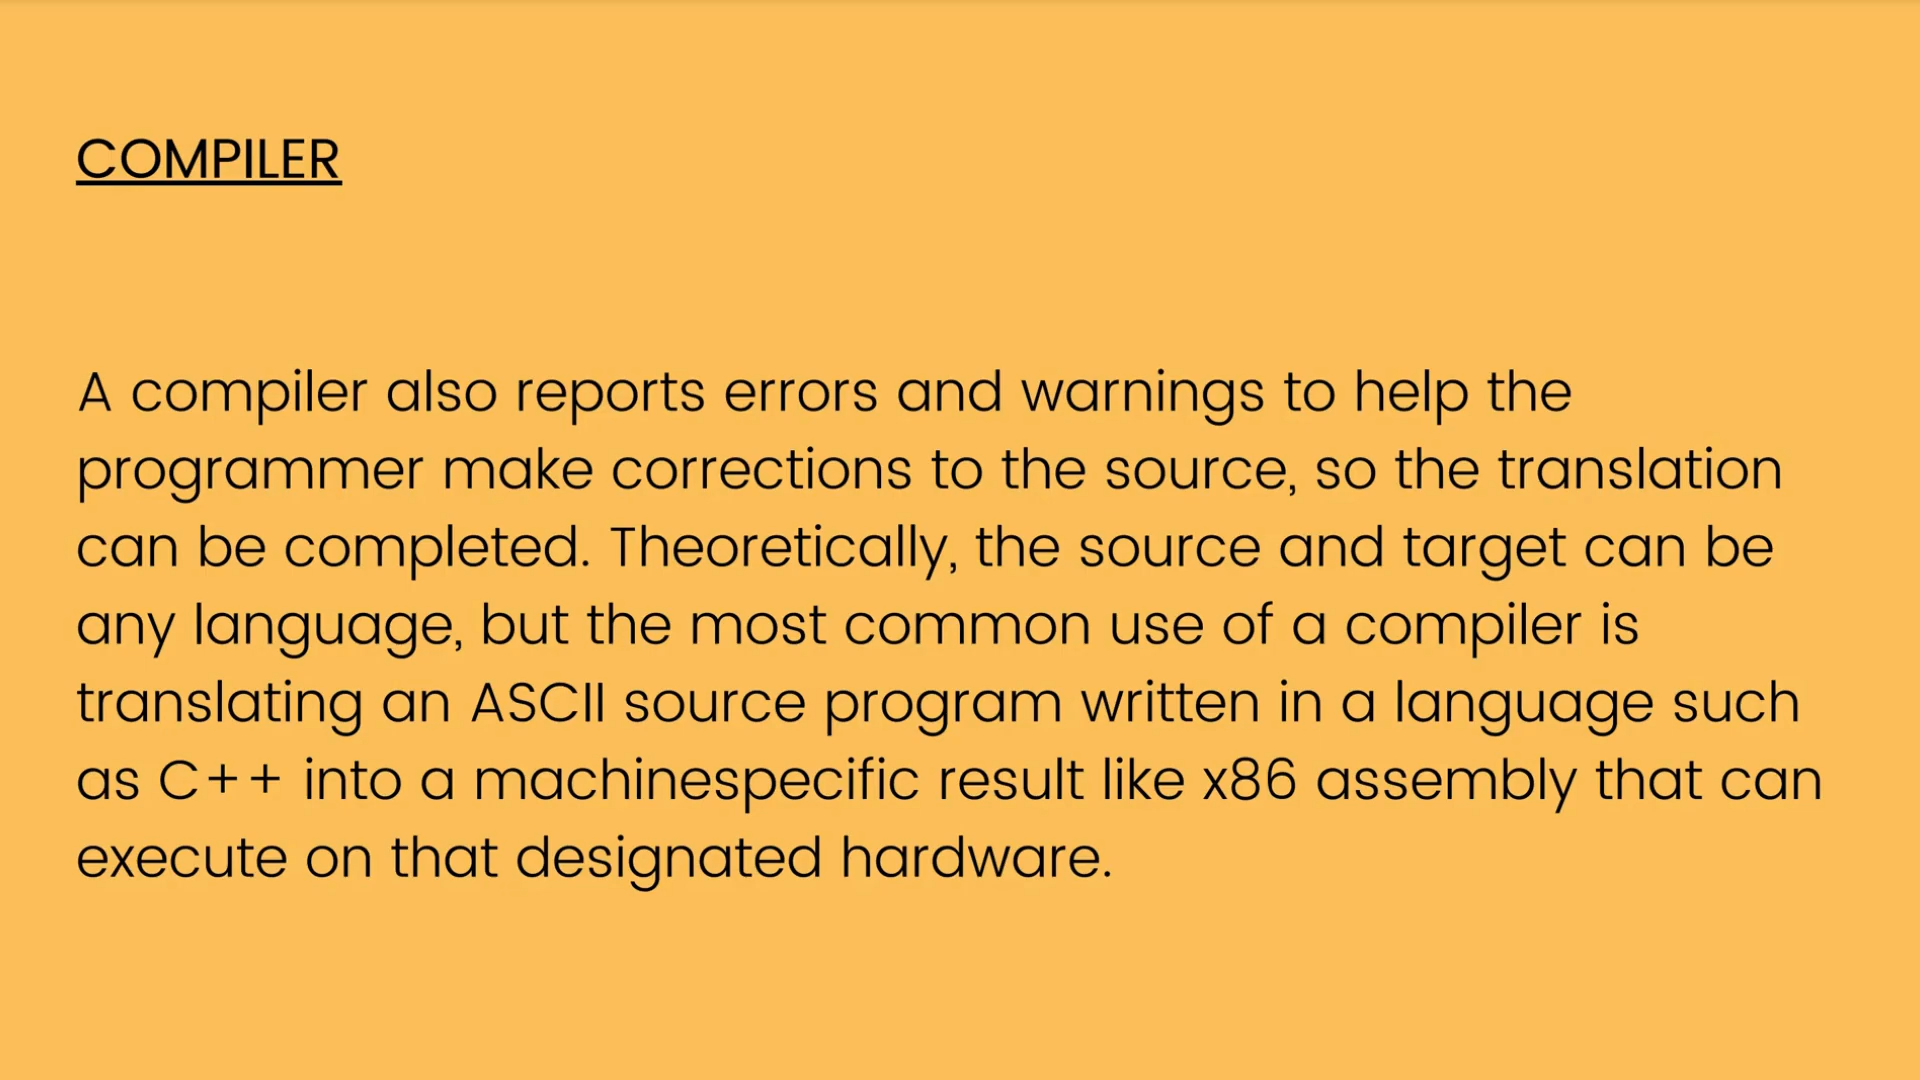 COMPILER
A compiler also reports errors and warnings to help the
programmer make corrections to the source, so the translation
can be completed. Theoretically, the source and target can be
any language, but the most common use of a compiler is
translating an ASCII source program written in a language such
as C++ into a machinespecific result like x86 assembly that can
execute on that designated hardware.